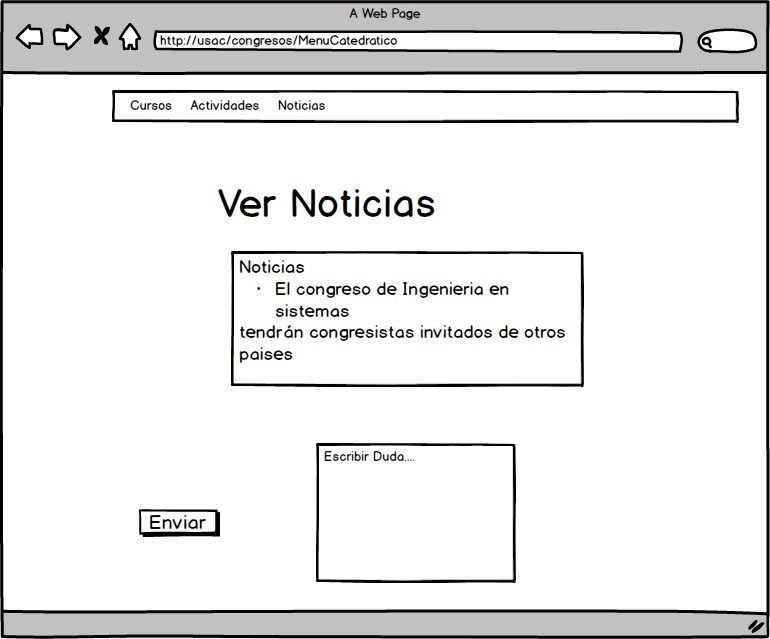 A Web Page
http://usac/congresos/MenuCatedratico
Cursos Actividades Noticias
Ver Noticias
Noticias
· El congreso de Ingenieria en
sistemas
tendrán congresistas invitados de otros
paises
Escribir Duda....
Enviar